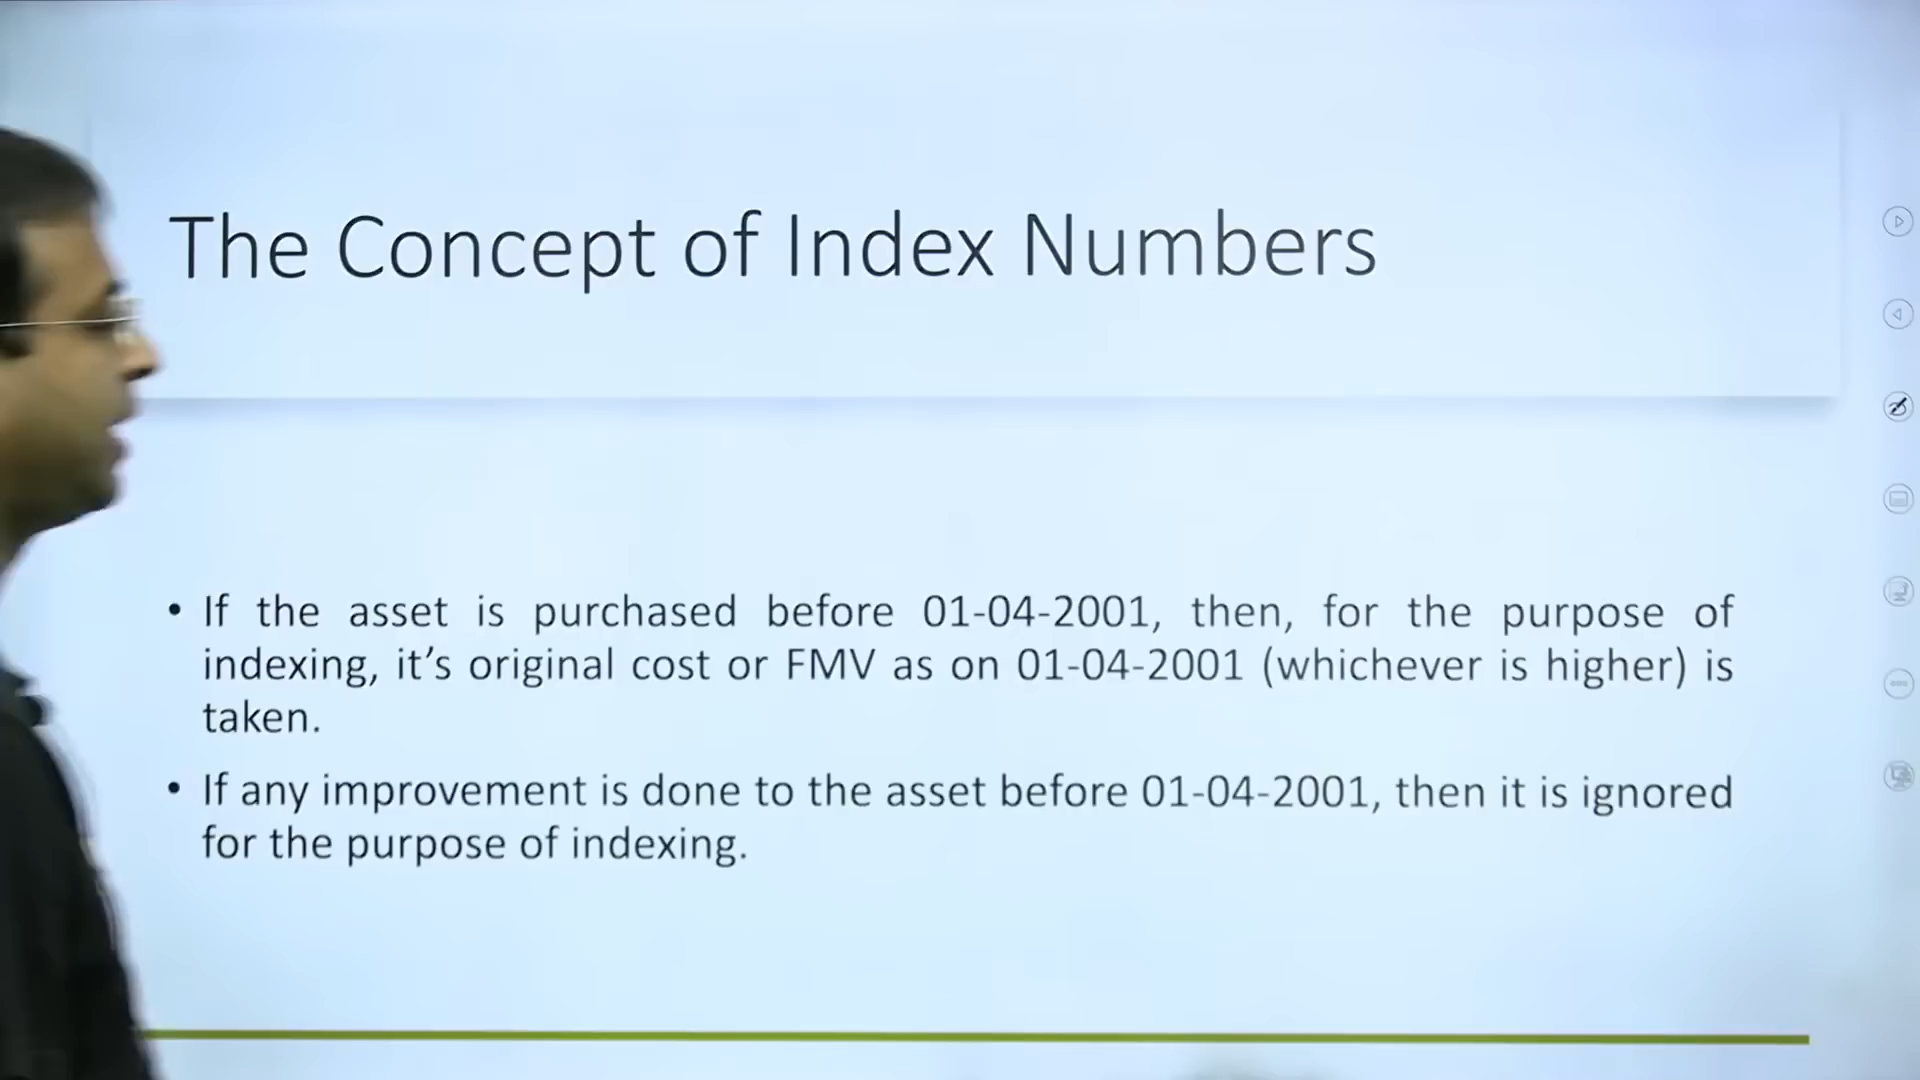 The Concept of Index Numbers
• If the asset is purchased before 01-04-2001, then, for the purpose of
indexing, it’s original cost or FMV as on 01-04-2001 (whichever is higher) is
taken.
• If any improvement is done to the asset before 01-04-2001, then it is ignored
for the purpose of indexing.